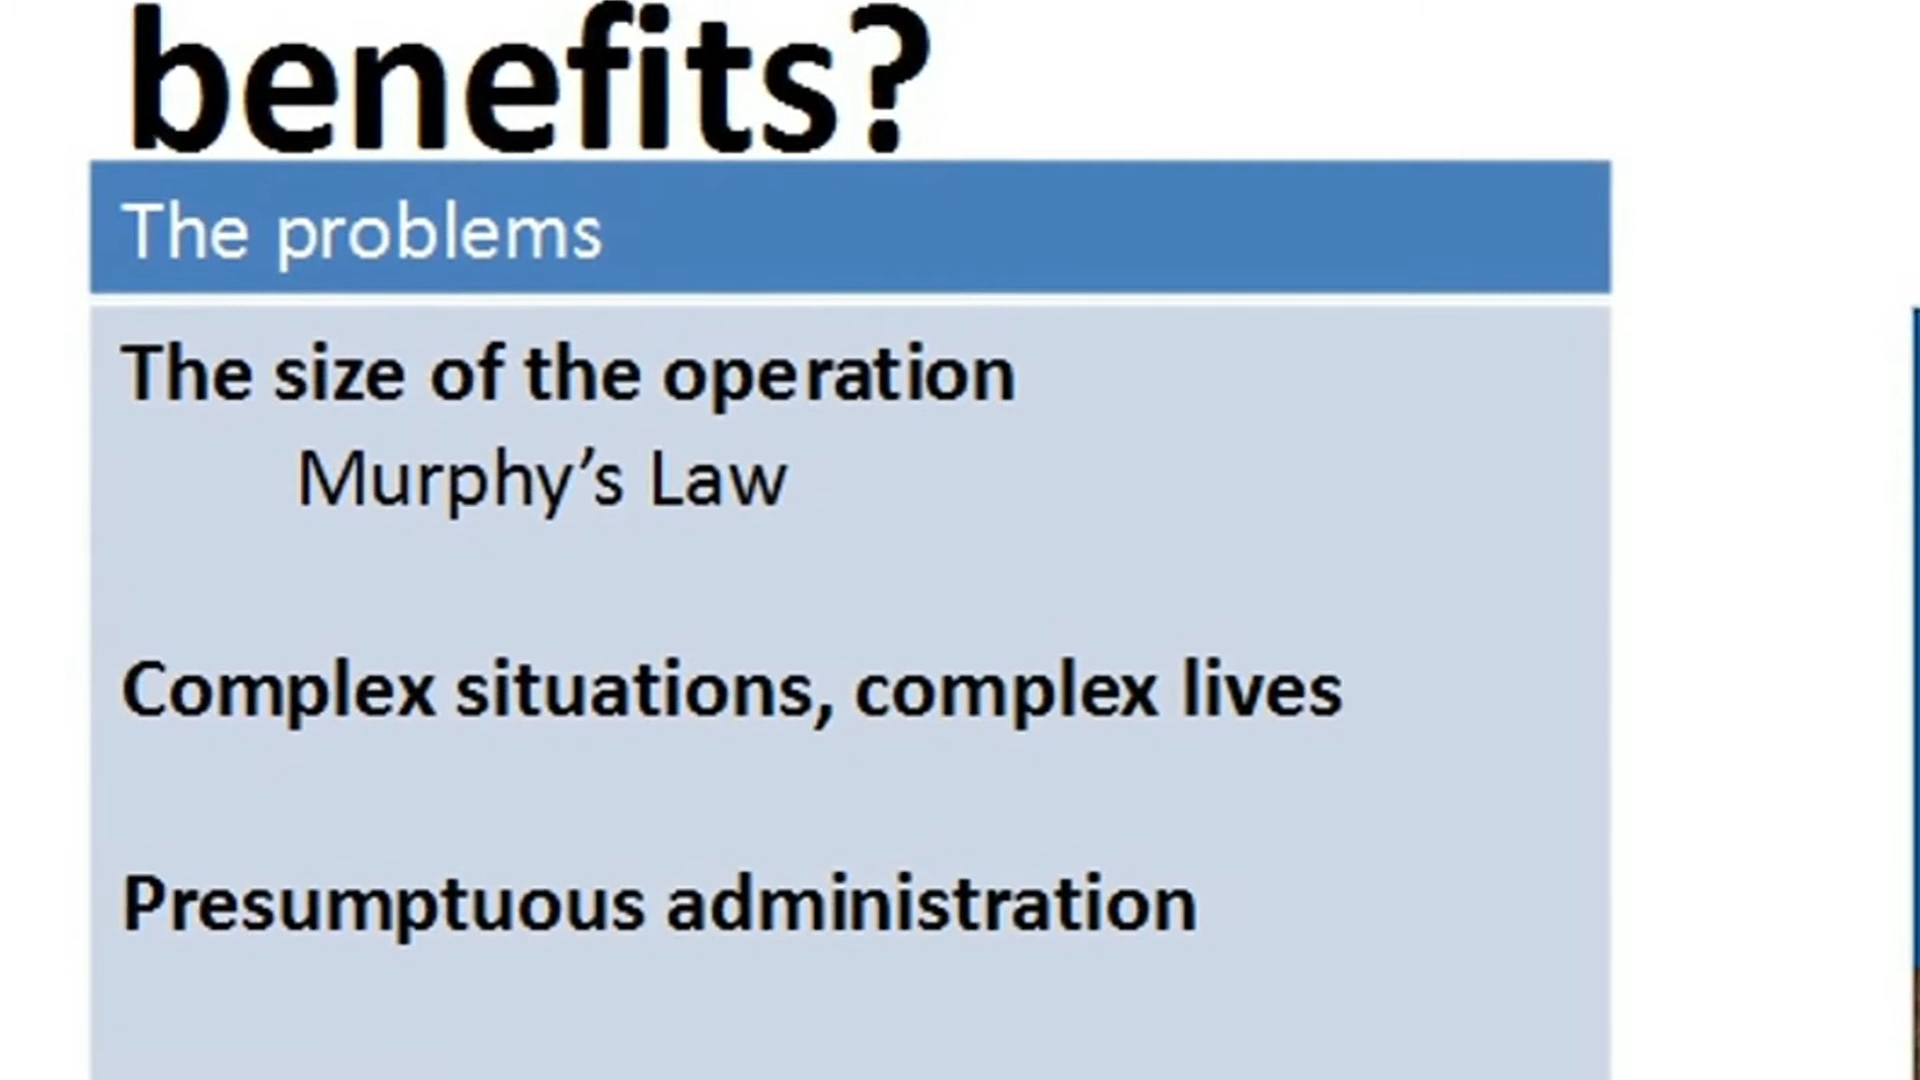 benefits?
The problems
The size of the operation
Murphy’s Law
Complex situations, complex lives
Presumptuous administration